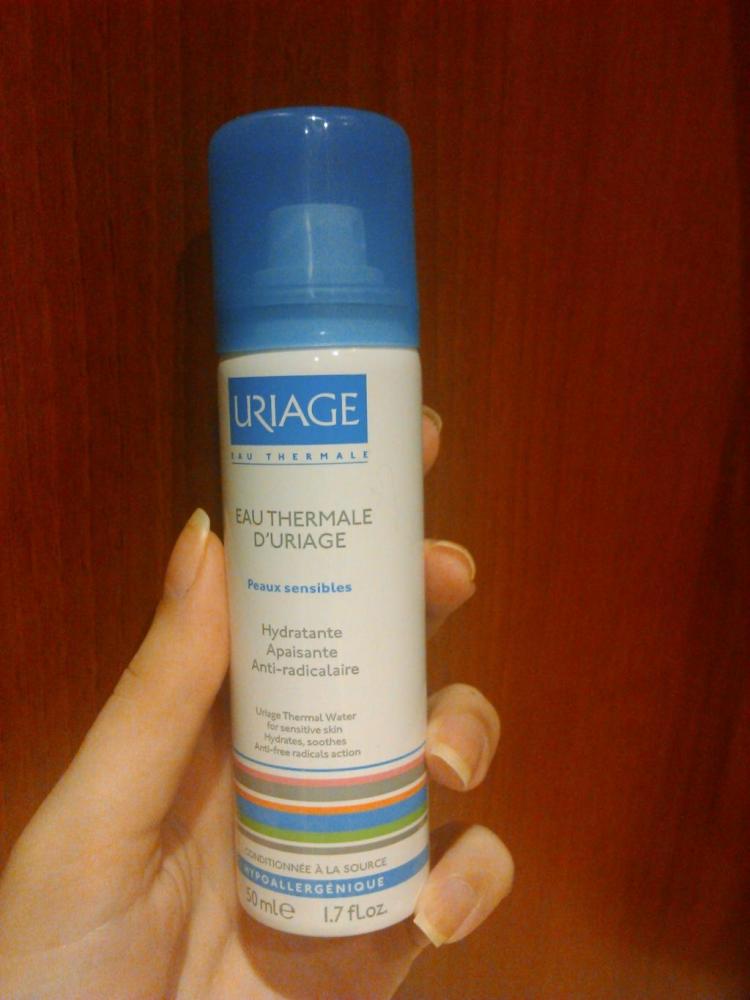 URIAGE
EAU THERMALE
EAU THERMALE
D'URIAGE
Peaux sensibles
Hydratante
Apaisante
Anti-radicalaire
Uriage Thermal Water
for sensitive skin
Hydrates, soothes
Anti-free radicals action
CONDITIONNÉE À LA SOURCE
HYPOALLERGÉNIQUE
50 ml e 1.7 fl.oz.